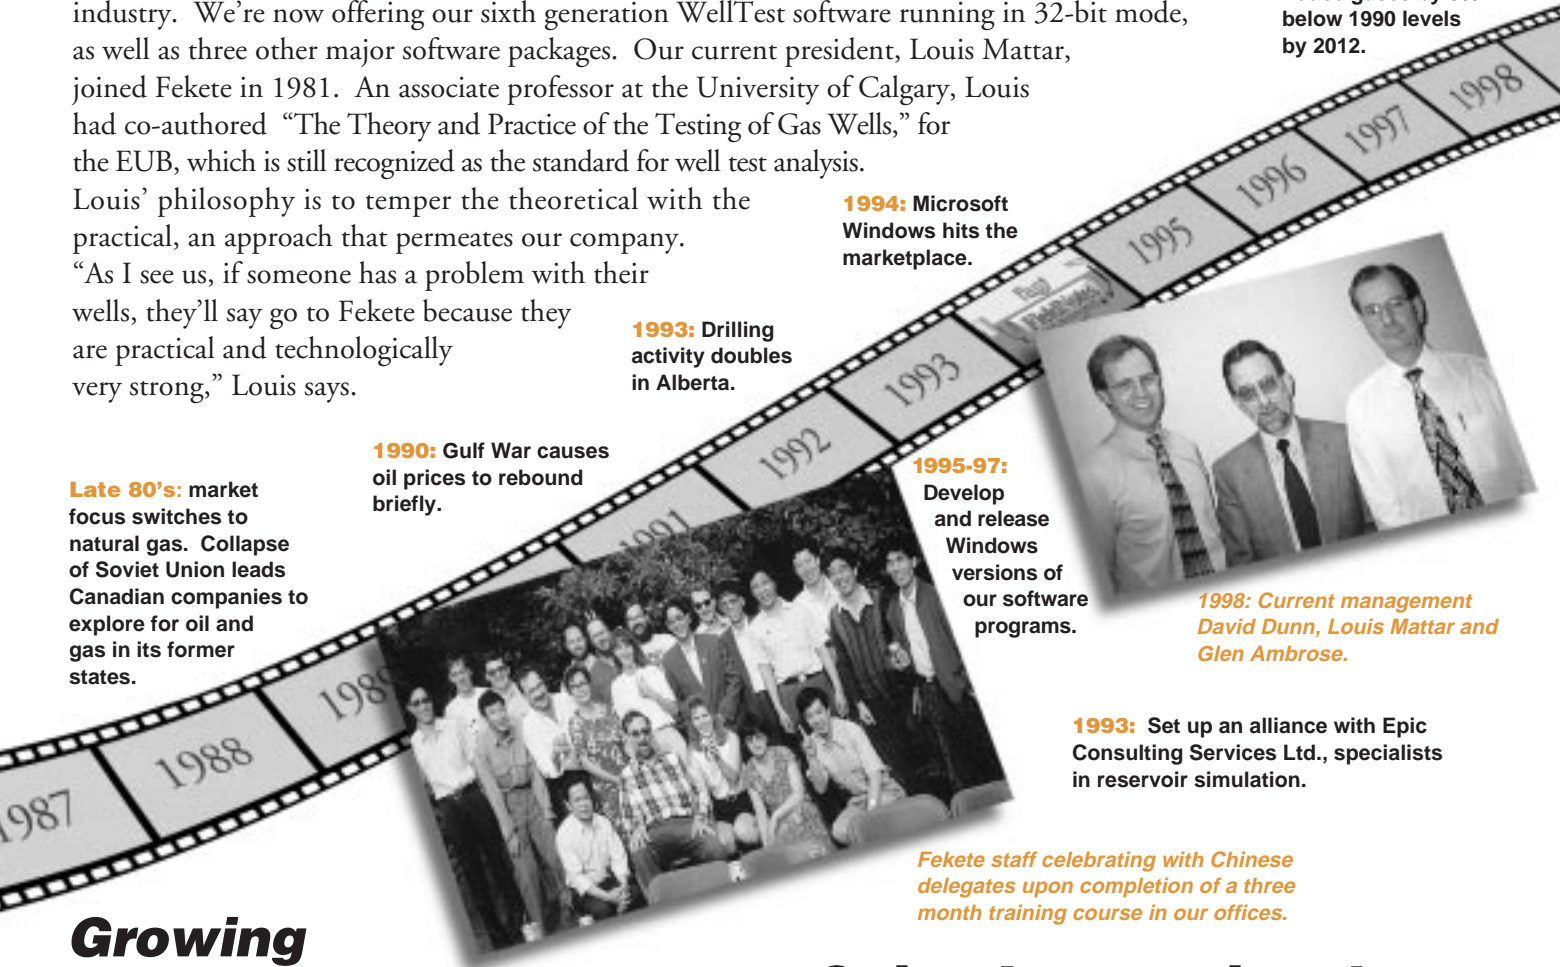 industry.  We’re now offering our sixth generation WellTest software running in 32-bit mode,
as well as three other major software packages.  Our current president, Louis Mattar,
joined Fekete in 1981.  An associate professor at the University of Calgary, Louis
had co-authored  “The Theory and Practice of the Testing of Gas Wells,” for
the EUB, which is still recognized as the standard for well test analysis.
Louis’ philosophy is to temper the theoretical with the
practical, an approach that permeates our company.
“As I see us, if someone has a problem with their
wells, they’ll say go to Fekete because they
are practical and technologically
very strong,” Louis says.
below 1990 levels
by 2012.
1998
1997
1996
1995
1994: Microsoft
Windows hits the
marketplace.
1993: Drilling
activity doubles
in Alberta.
1993
1992
1991
1990: Gulf War causes
oil prices to rebound
briefly.
Late 80’s: market
focus switches to
natural gas.  Collapse
of Soviet Union leads
Canadian companies to
explore for oil and
gas in its former
states.
1989
1988
1987
1995-97:
Develop
and release
Windows
versions of
our software
programs.
1998: Current management
David Dunn, Louis Mattar and
Glen Ambrose.
1993:  Set up an alliance with Epic
Consulting Services Ltd., specialists
in reservoir simulation.
Fekete staff celebrating with Chinese
delegates upon completion of a three
month training course in our offices.
Growing